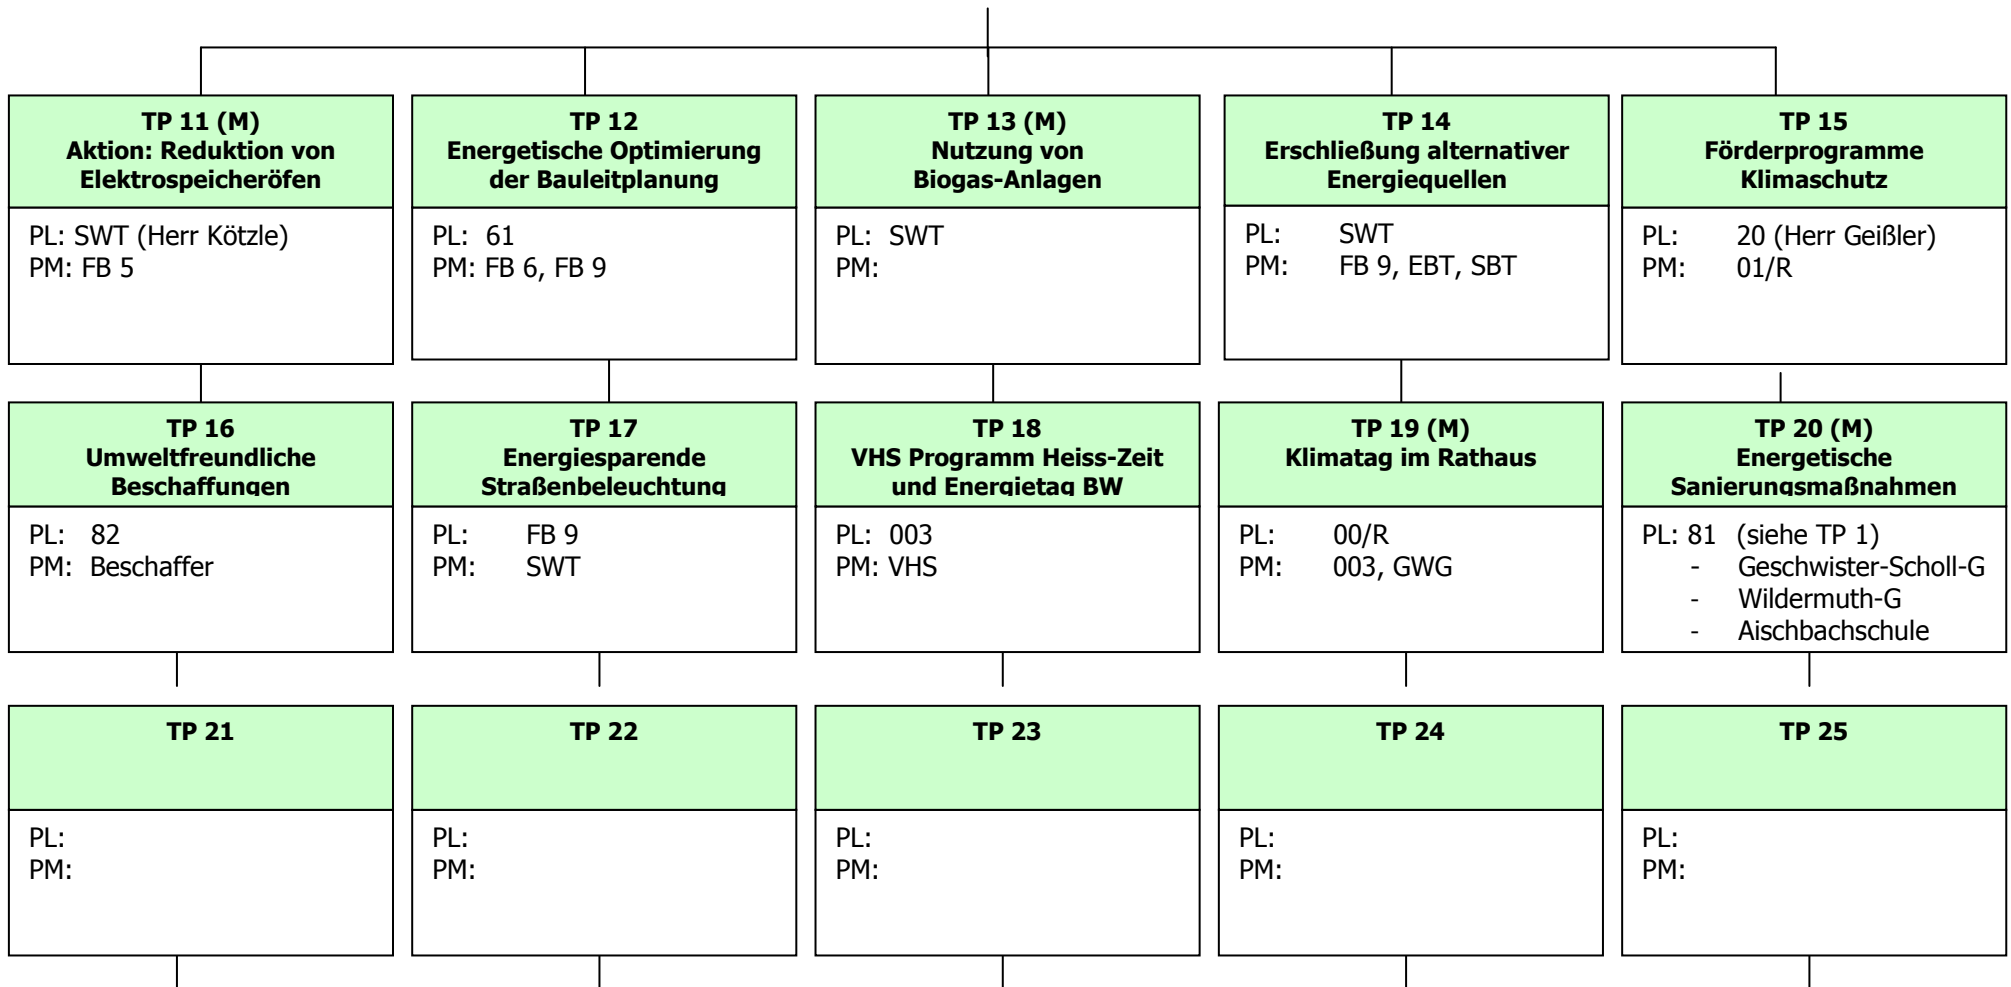 TP 11 (M)
Aktion: Reduktion von
Elektrospeicheröfen
PL: SWT (Herr Kötzle)
PM: FB 5
TP 12
Energetische Optimierung
der Bauleitplanung
PL: 61
PM: FB 6, FB 9
TP 13 (M)
Nutzung von
Biogas-Anlagen
PL: SWT
PM:
TP 14
Erschließung alternativer
Energiequellen
PL: SWT
PM: FB 9, EBT, SBT
TP 15
Förderprogramme
Klimaschutz
PL: 20 (Herr Geißler)
PM: 01/R
TP 16
Umweltfreundliche
Beschaffungen
PL: 82
PM: Beschaffer
TP 17
Energiesparende
Straßenbeleuchtung
PL: FB 9
PM: SWT
TP 18
VHS Programm Heiss-Zeit
und Energietag BW
PL: 003
PM: VHS
TP 19 (M)
Klimatag im Rathaus
PL: 00/R
PM: 003, GWG
TP 20 (M)
Energetische
Sanierungsmaßnahmen
PL: 81 (siehe TP 1)
- Geschwister-Scholl-G
- Wildermuth-G
- Aischbachschule
TP 21
PL:
PM:
TP 22
PL:
PM:
TP 23
PL:
PM:
TP 24
PL:
PM:
TP 25
PL:
PM: